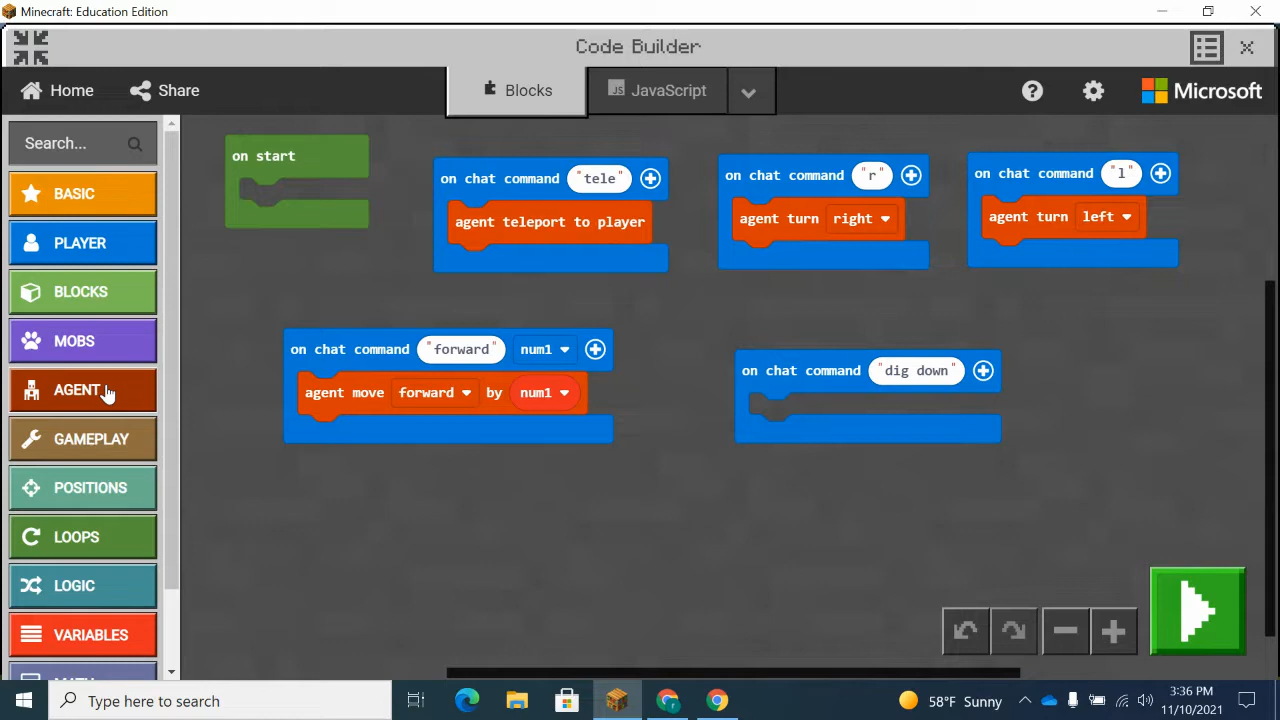 Minecraft: Education Edition
Code Builder
Home
Share
Blocks
JS JavaScript
Microsoft
Search...
BASIC
PLAYER
BLOCKS
MOBS
AGENT
GAMEPLAY
POSITIONS
LOOPS
LOGIC
VARIABLES
on start
on chat command "tele"
agent teleport to player
on chat command "r"
agent turn right
on chat command "l"
agent turn left
on chat command "forward" num1
agent move forward by num1
on chat command "dig down"
Type here to search
58°F Sunny
3:36 PM
11/10/2021